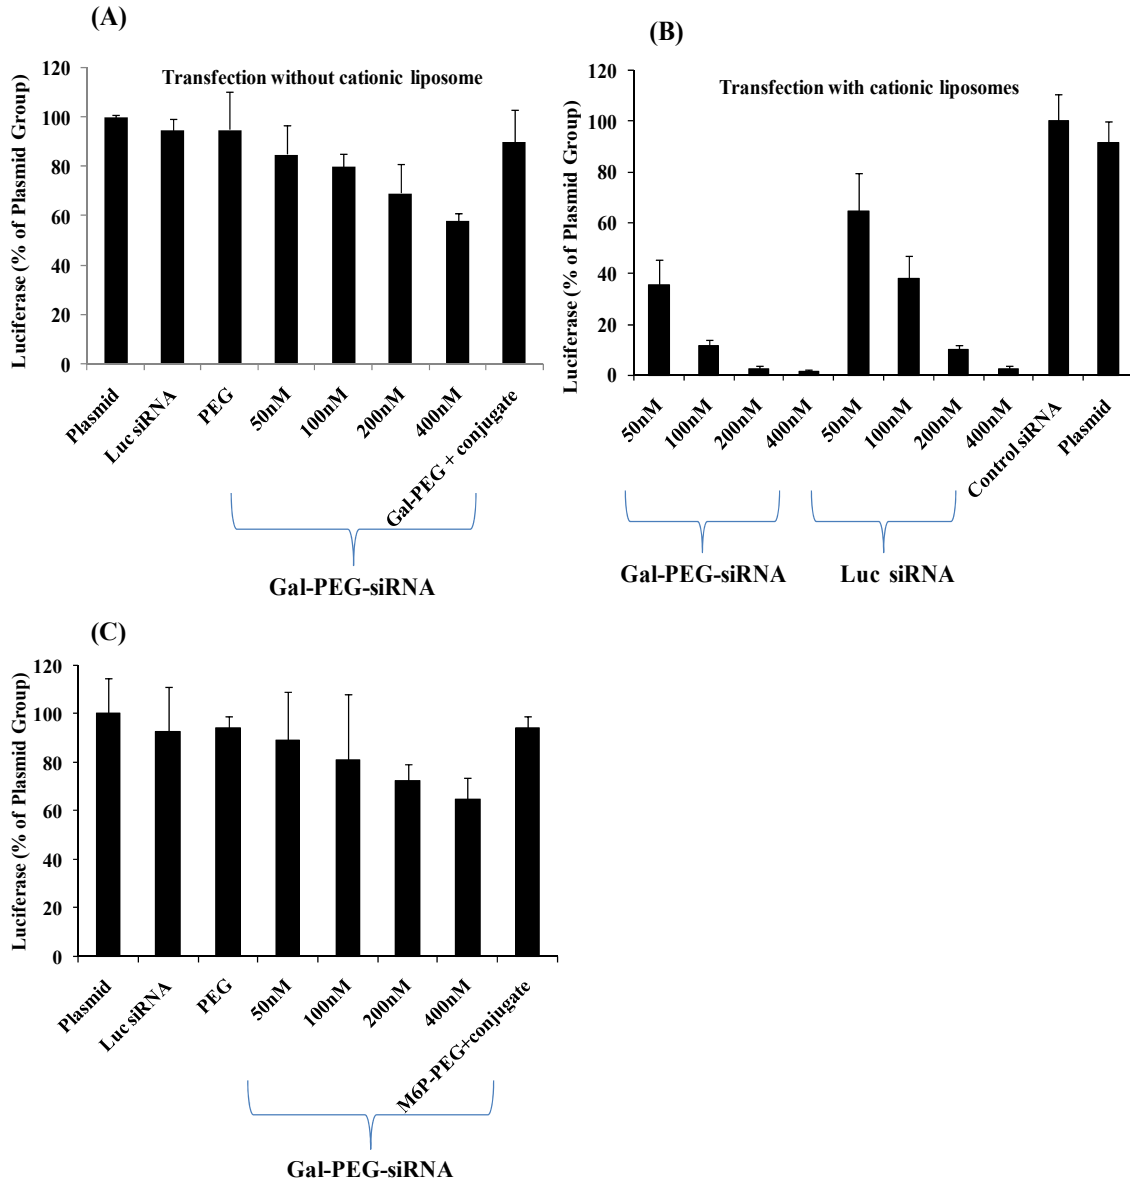 (A)
Transfection without cationic liposome
Luciferase (% of Plasmid Group)
120
100
80
60
40
20
0
Plasmid
Luc siRNA
PEG
50nM
100nM
200nM
400nM
Gal-PEG + conjugate
Gal-PEG-siRNA
(B)
Transfection with cationic liposomes
Luciferase (% of Plasmid Group)
120
100
80
60
40
20
0
50nM
100nM
200nM
400nM
50nM
100nM
200nM
400nM
Control siRNA
Plasmid
Gal-PEG-siRNA
Luc siRNA
(C)
Luciferase (% of Plasmid Group)
120
100
80
60
40
20
0
Plasmid
Luc siRNA
PEG
50nM
100nM
200nM
400nM
M6P-PEG+conjugate
Gal-PEG-siRNA